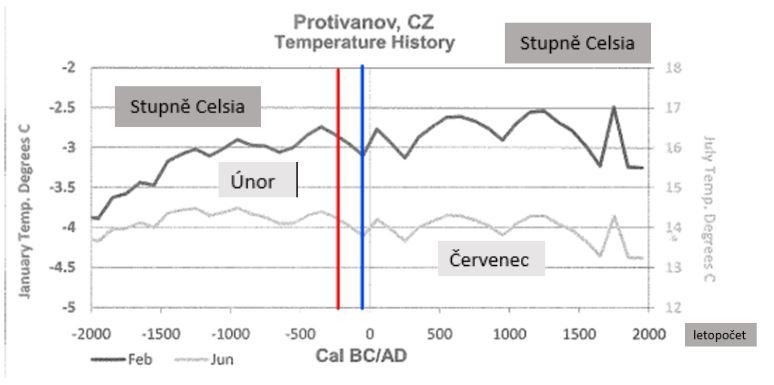 Protivanov, CZ
Temperature History
Stupně Celsia
Stupně Celsia
Únor
Červenec
January Temp. Degrees C
-2
-2.5
-3
-3.5
-4
-4.5
-5
18
17
16
15
14
13
12
July Temp. Degrees C
-2000
-1500
-1000
-500
0
500
1000
1500
2000
letopočet
Feb
Jun
Cal BC/AD